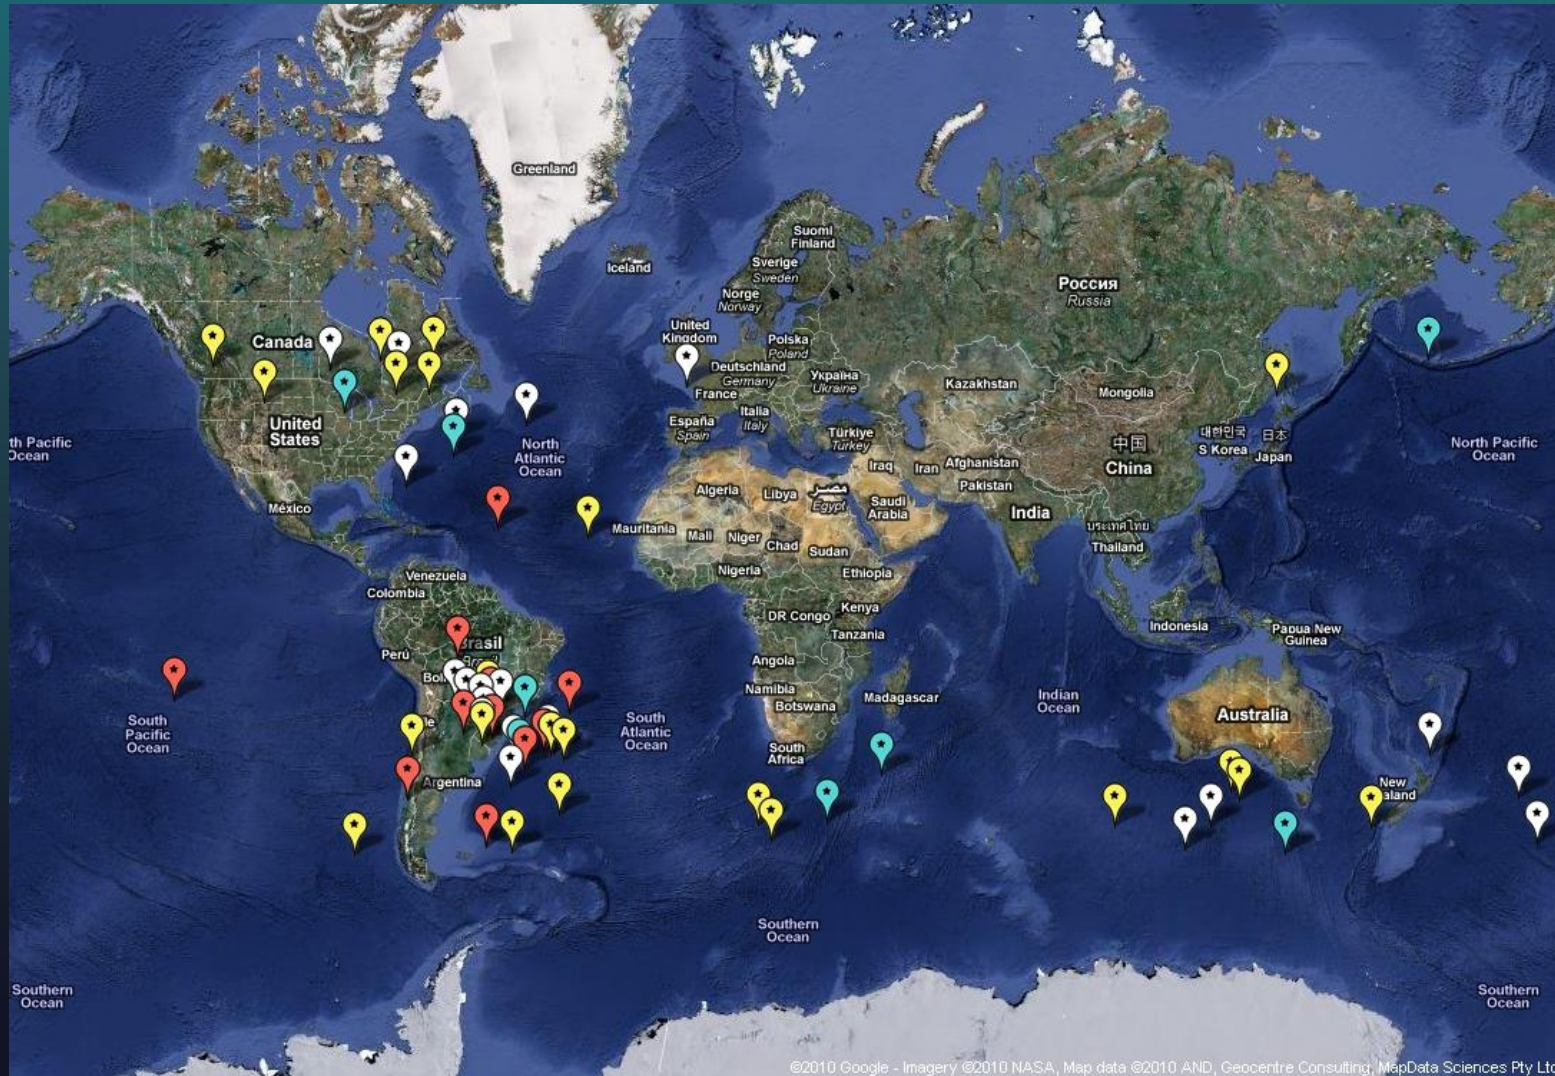 Greenland
Suomi
Finland
Sverige
Sweden
Iceland
Россия
Russia
Norge
Norway
United
Kingdom
Canada
Polska
Poland
Deutschland
Germany
Україна
Ukraine
Kazakhstan
Mongolia
France
United
States
Italia
Italy
España
Spain
Türkiye
Turkey
th Pacific
Ocean
North
Atlantic
Ocean
中国
China
대한민국
S Korea
日本
Japan
North Pacific
Ocean
Iraq
Iran
Afghanistan
Pakistan
Algeria
Libya
مصر
Egypt
Saudi
Arabia
México
India
Mauritania
Mali
Niger
Chad
Sudan
ประเทศไทย
Thailand
Venezuela
Colombia
Nigeria
Ethiopia
DR Congo
Kenya
Tanzania
Indonesia
Papua New
Guinea
Brasil
Perú
Bol
Angola
Namibia
Botswana
Madagascar
Indian
Ocean
Australia
South
Pacific
Ocean
le
South
Atlantic
Ocean
South
Africa
Argentina
New
aland
Southern
Ocean
Southern
Ocean
Southern
Ocean
©2010 Google - Imagery ©2010 NASA, Map data ©2010 AND, Geocentre Consulting, MapData Sciences Pty Ltd